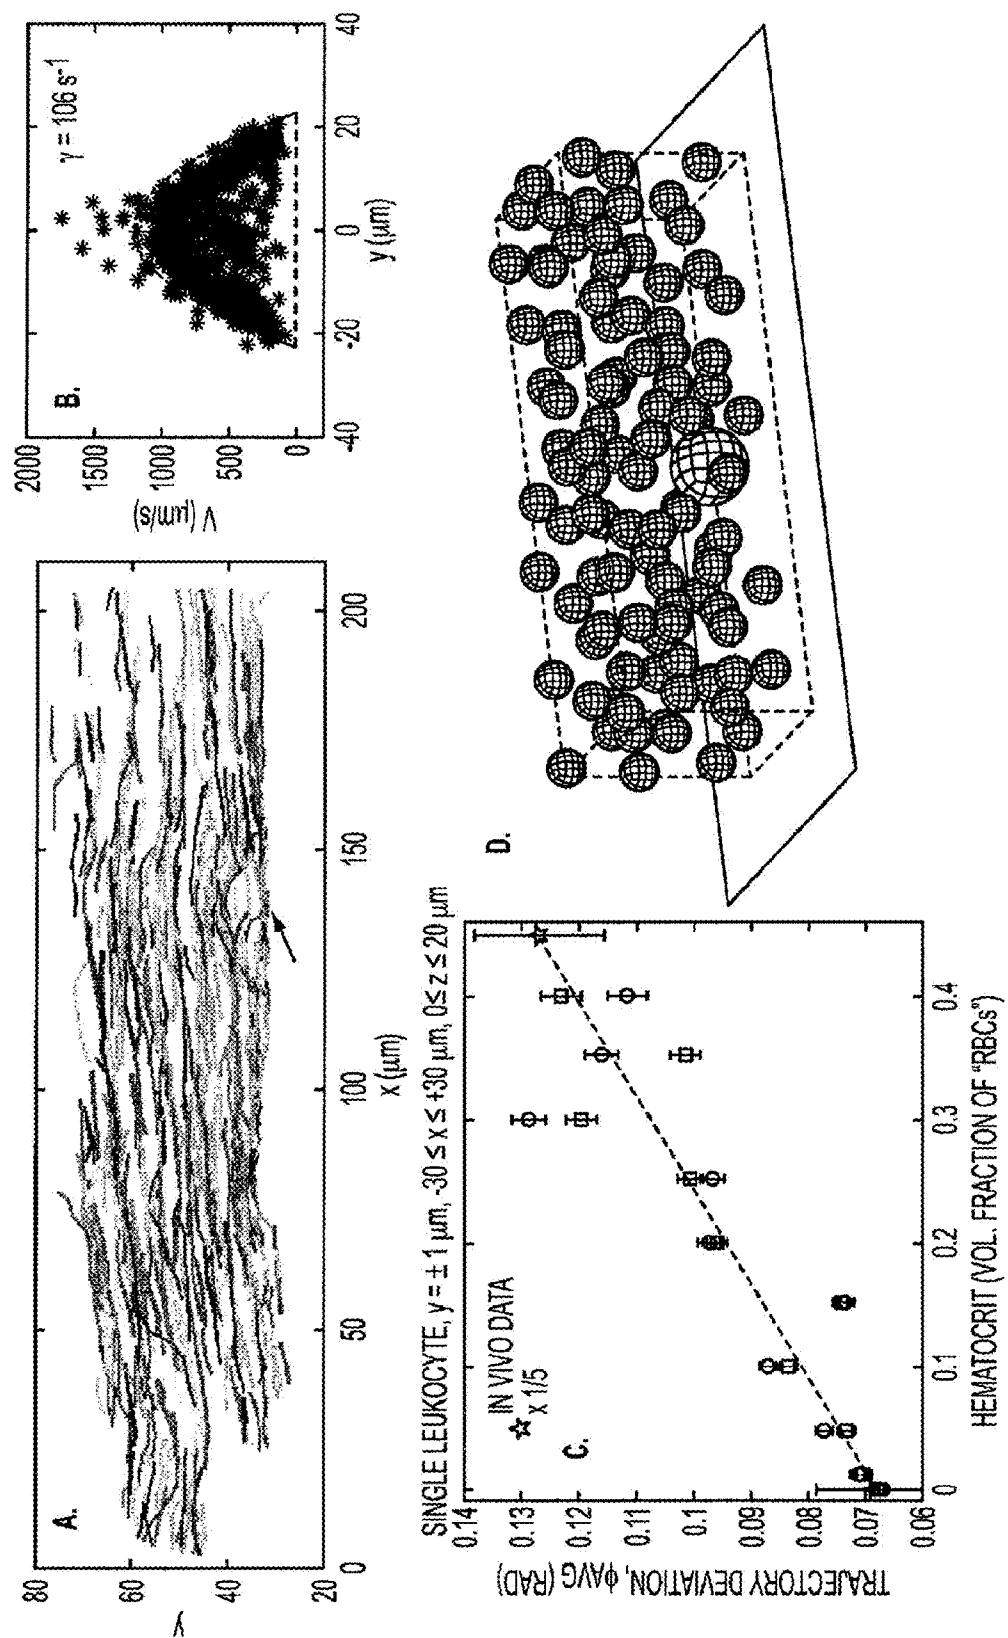 A.
80
60
40
20
y
0
50
100
150
200
x (μm)
B.
γ = 106 s-1
2000
1500
1000
500
0
V (μm/s)
-40
-20
0
20
40
y (μm)
SINGLE LEUKOCYTE, y = ± 1 μm, -30 ≤ x ≤ +30 μm, 0≤ z ≤ 20 μm
C.
IN VIVO DATA
x 1/5
0.14
0.13
0.12
0.11
0.1
0.09
0.08
0.07
0.06
TRAJECTORY DEVIATION, ϕAVG (RAD)
0
0.1
0.2
0.3
0.4
HEMATOCRIT (VOL. FRACTION OF "RBCs")
D.